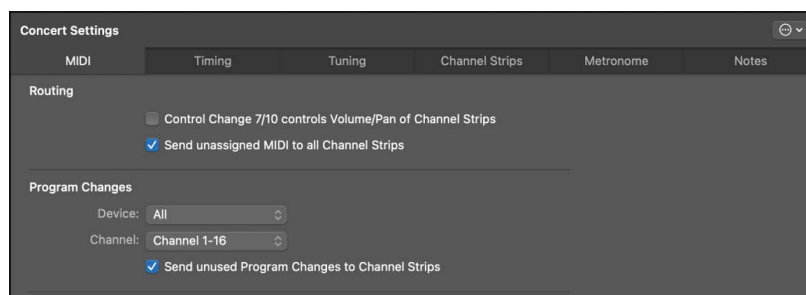 Concert Settings
MIDI Timing Tuning Channel Strips Metronome Notes
Routing
Control Change 7/10 controls Volume/Pan of Channel Strips
Send unassigned MIDI to all Channel Strips
Program Changes
Device: All
Channel: Channel 1-16
Send unused Program Changes to Channel Strips